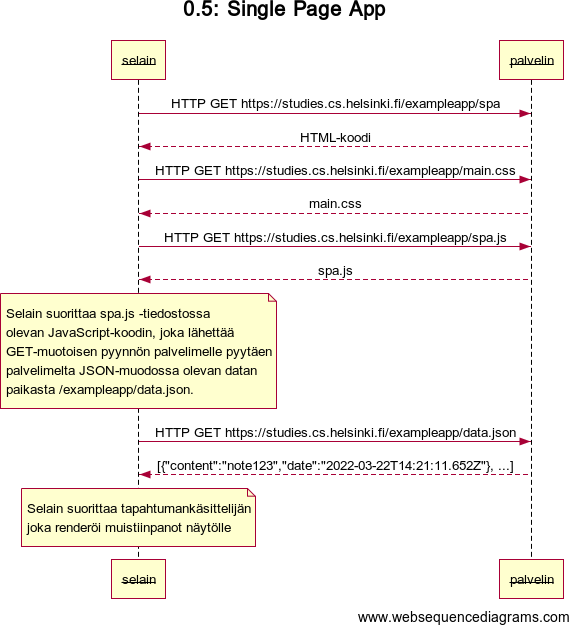 0.5: Single Page App
selain
palvelin
HTTP GET https://studies.cs.helsinki.fi/exampleapp/spa
HTML-koodi
HTTP GET https://studies.cs.helsinki.fi/exampleapp/main.css
main.css
HTTP GET https://studies.cs.helsinki.fi/exampleapp/spa.js
spa.js
Selain suorittaa spa.js -tiedostossa
olevan JavaScript-koodin, joka lähettää
GET-muotoisen pyynnön palvelimelle pyytäen
palvelimelta JSON-muodossa olevan datan
paikasta /exampleapp/data.json.
HTTP GET https://studies.cs.helsinki.fi/exampleapp/data.json
[{"content":"note123","date":"2022-03-22T14:21:11.652Z"}, ...]
Selain suorittaa tapahtumankäsittelijän
joka renderöi muistiinpanot näytölle
selain
palvelin
www.websequencediagrams.com